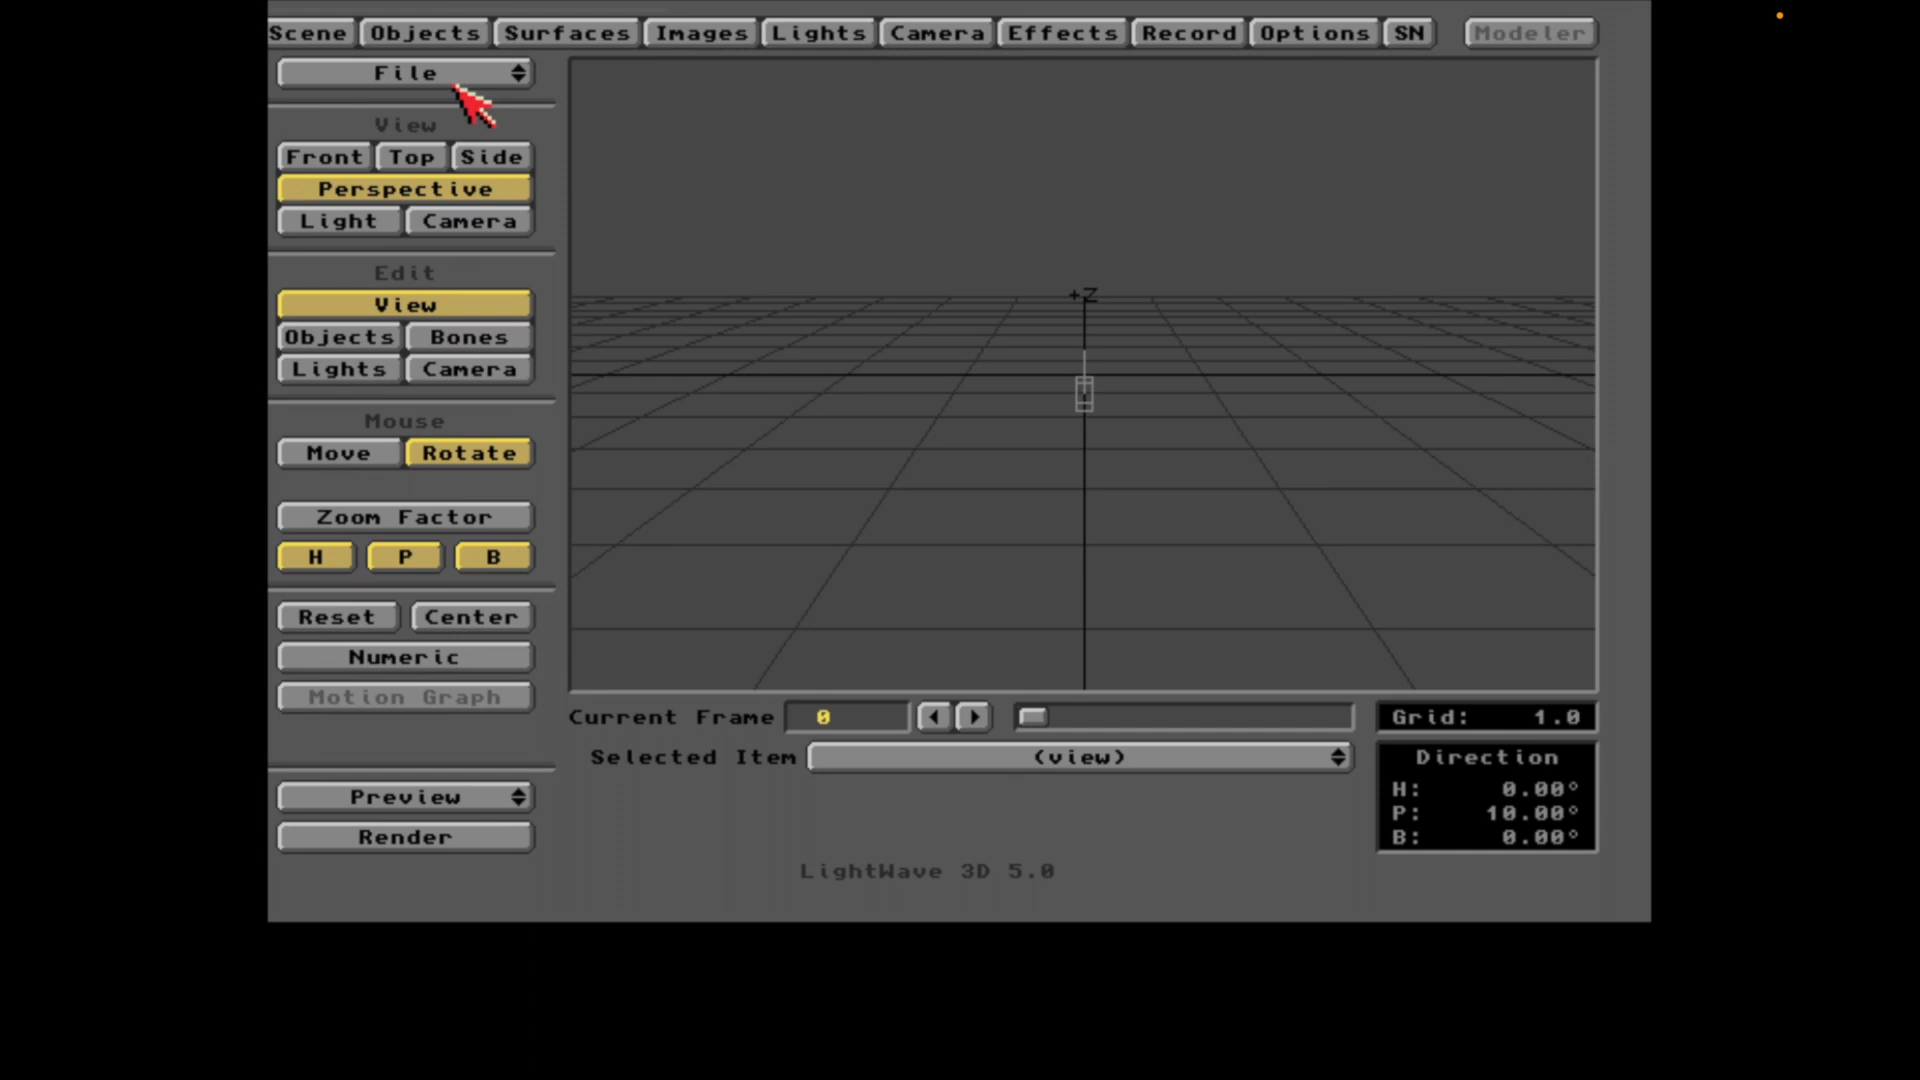 Scene Objects Surfaces Images Lights Camera Effects Record Options SN Modeler
File
View
Front Top Side
Perspective
Light Camera
Edit
View
Objects Bones
Lights Camera
Mouse
Move Rotate
Zoom Factor
H P B
Reset Center
Numeric
Motion Graph
Preview
Render
+Z
Current Frame 0
Selected Item (view)
Grid: 1.0
Direction
H: 0.00°
P: 10.00°
B: 0.00°
LightWave 3D 5.0